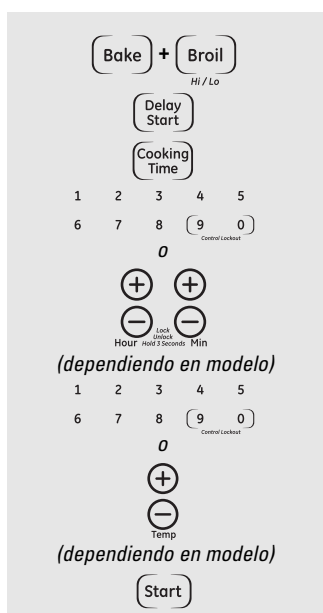 Bake + Broil
Hi / Lo
Delay
Start
Cooking
Time
1 2 3 4 5
6 7 8 9 0
Control Lockout
O
+ +
− −
Hour Lock Unlock Hold 3 Seconds Min
(dependiendo en modelo)
1 2 3 4 5
6 7 8 9 0
Control Lockout
O
+
−
Temp
(dependiendo en modelo)
Start